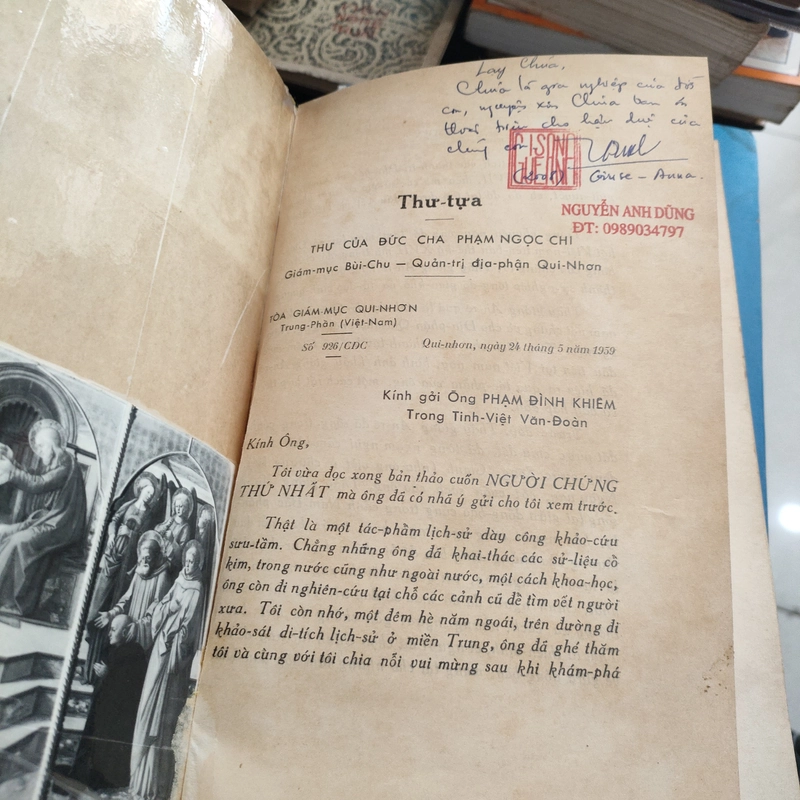 Lạy Chúa,
Chúa là gia nghiệp của đời
con, nguyện xin Chúa ban ơn
cho hậu duệ của
chúng con
Giuse - Anna.
NGUYỄN ANH DŨNG
ĐT: 0989034797
Thư-tựa
THƯ CỦA ĐỨC CHA PHẠM NGỌC CHI
Giám-mục Bùi-Chu — Quản-trị địa-phận Qui-Nhơn
TÒA GIÁM-MỤC QUI-NHƠN
Trung-Phần (Việt-Nam)
Số 926/CDC
Qui-nhơn, ngày 24 tháng 5 năm 1959
Kính gởi Ông PHẠM ĐÌNH KHIÊM
Trong Tinh-Việt Văn-Đoàn
Kính Ông,
Tôi vừa đọc xong bản thảo cuốn NGƯỜI CHỨNG
THỨ NHẤT mà ông đã có nhã ý gửi cho tôi xem trước.
Thật là một tác-phầm lịch-sử dày công khảo-cứu
sưu-tầm. Chẳng những ông đã khai-thác các sử-liệu cồ
kim, trong nước cũng như ngoài nước, một cách khoa-học,
ông còn đi nghiên-cứu tại chỗ các cảnh cũ đề tìm vết người
xưa. Tôi còn nhớ, một đêm hè năm ngoái, trên đường đi
khảo-sát di-tích lịch-sử ở miền Trung, ông đã ghé thăm
tôi và cùng với tôi chia nỗi vui mừng sau khi khám-phá